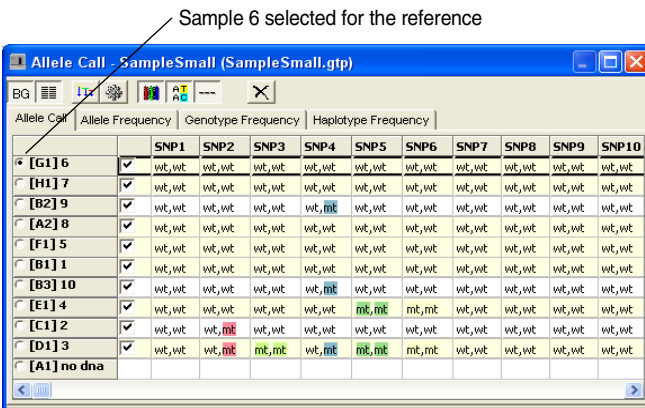 Sample 6 selected for the reference
Allele Call - SampleSmall (SampleSmall.gtp)
BG AT AC ---
Allele Call Allele Frequency Genotype Frequency Haplotype Frequency
SNP1 SNP2 SNP3 SNP4 SNP5 SNP6 SNP7 SNP8 SNP9 SNP10
[G1] 6 wt,wt wt,wt wt,wt wt,wt wt,wt wt,wt wt,wt wt,wt wt,wt wt,wt
[H1] 7 wt,wt wt,wt wt,wt wt,wt wt,wt wt,wt wt,wt wt,wt wt,wt wt,wt
[B2] 9 wt,wt wt,wt wt,wt wt,mt wt,wt wt,wt wt,wt wt,wt wt,wt wt,wt
[A2] 8 wt,wt wt,wt wt,wt wt,wt wt,wt wt,wt wt,wt wt,wt wt,wt wt,wt
[F1] 5 wt,wt wt,wt wt,wt wt,wt wt,wt wt,wt wt,wt wt,wt wt,wt wt,wt
[B1] 1 wt,wt wt,wt wt,wt wt,wt wt,wt wt,wt wt,wt wt,wt wt,wt wt,wt
[B3] 10 wt,wt wt,wt wt,wt wt,mt wt,wt wt,wt wt,wt wt,wt wt,wt wt,wt
[E1] 4 wt,wt wt,wt wt,wt wt,wt mt,mt mt,mt wt,wt wt,wt wt,wt wt,wt
[C1] 2 wt,wt wt,mt wt,wt wt,wt wt,wt wt,wt wt,wt wt,wt wt,wt wt,wt
[D1] 3 wt,wt wt,mt mt,mt wt,mt mt,mt mt,mt wt,wt wt,wt wt,wt wt,wt
[A1] no dna